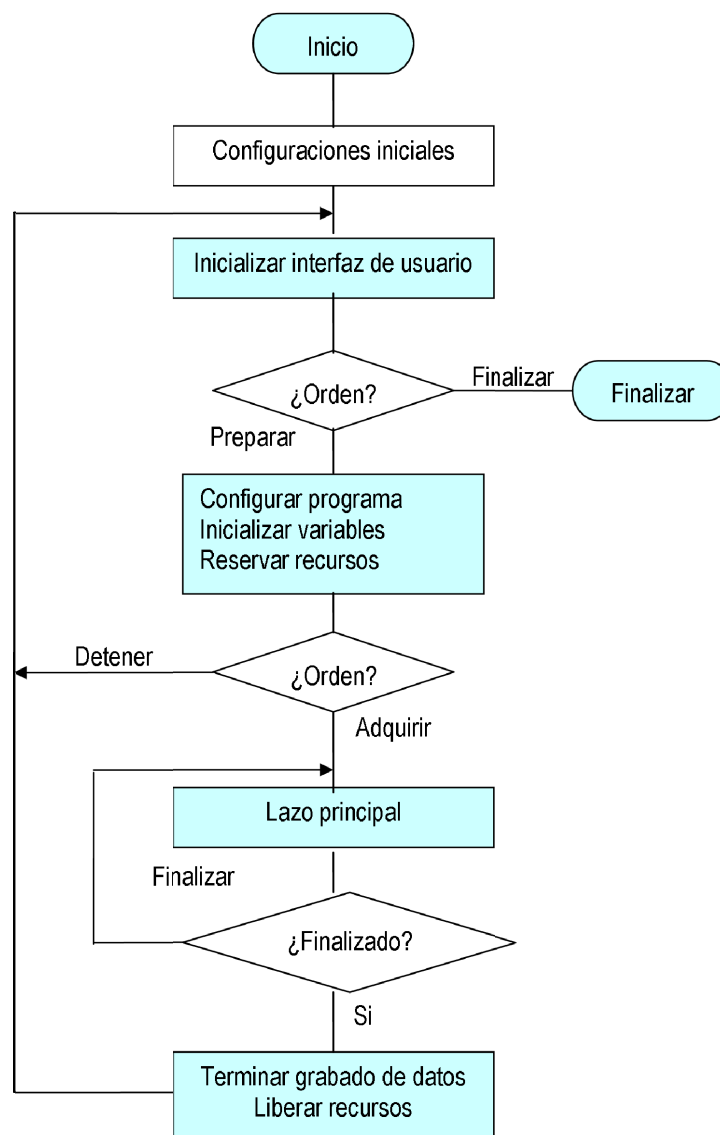 Inicio
Configuraciones iniciales
Inicializar interfaz de usuario
¿Orden?
Finalizar
Finalizar
Preparar
Configurar programa
Inicializar variables
Reservar recursos
Detener
¿Orden?
Adquirir
Lazo principal
Finalizar
¿Finalizado?
Si
Terminar grabado de datos
Liberar recursos